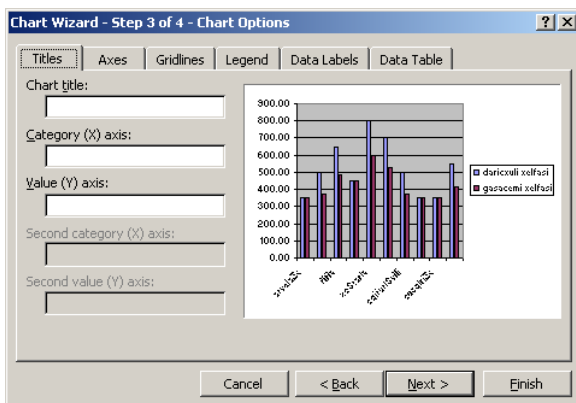 Chart Wizard - Step 3 of 4 - Chart Options
Titles Axes Gridlines Legend Data Labels Data Table
Chart title:
Category (X) axis:
Value (Y) axis:
Second category (X) axis:
Second value (Y) axis:
900.00
800.00
700.00
600.00
500.00
400.00
300.00
200.00
100.00
0.00
daricxuli xelfasi
gasacemi xelfasi
Cancel < Back Next > Finish